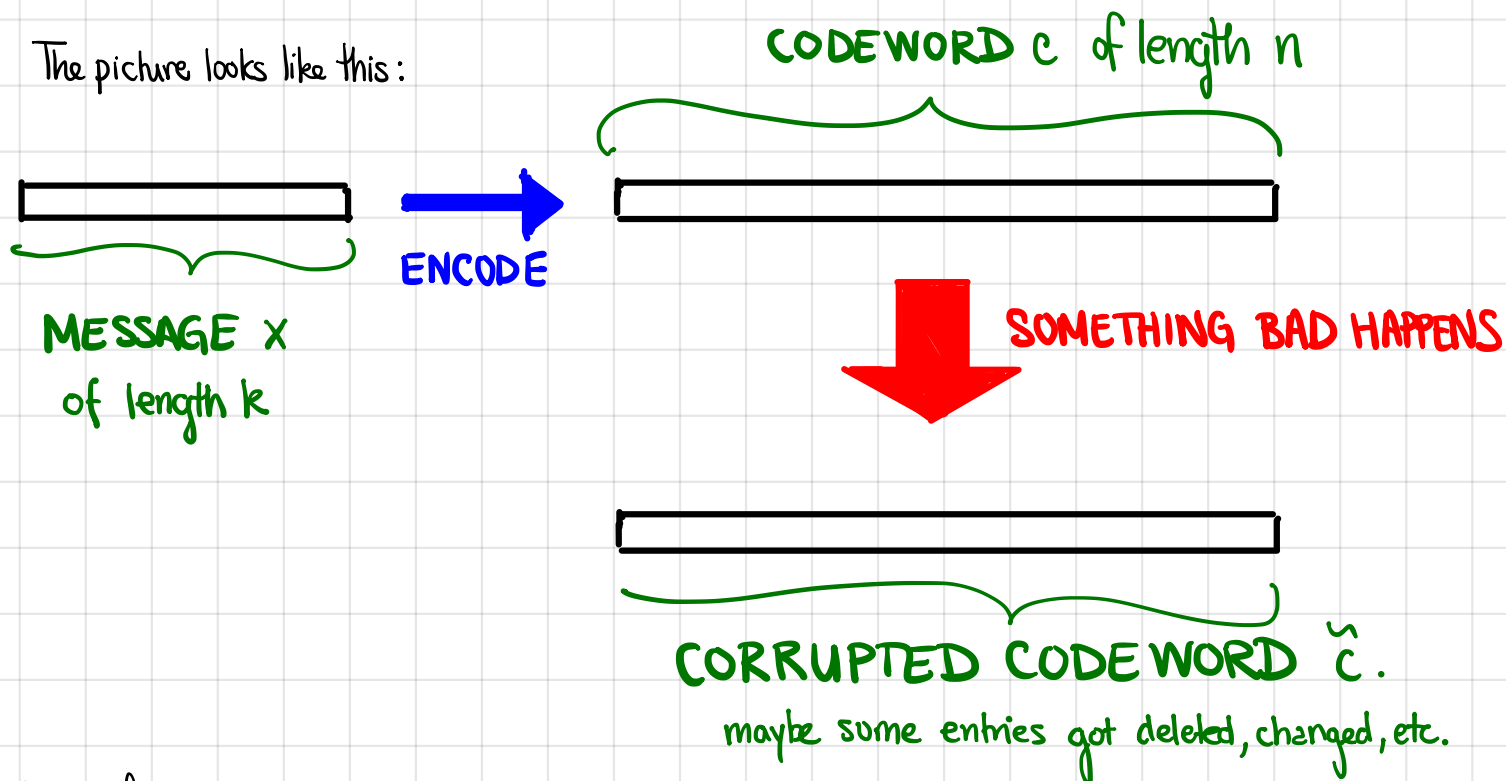 The picture looks like this:
CODEWORD c of length n
ENCODE
MESSAGE x
of length k
SOMETHING BAD HAPPENS
CORRUPTED CODEWORD c̃.
maybe some entries got deleted, changed, etc.